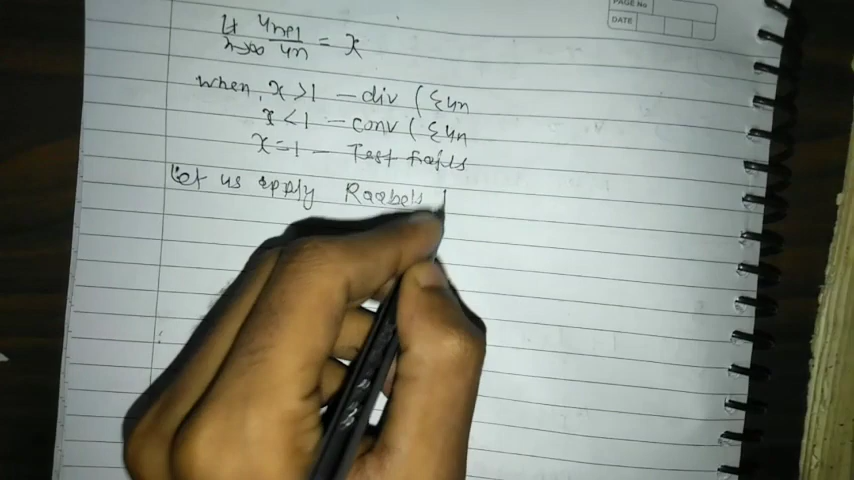 PAGE No
DATE
Lt n→∞ Un+1/Un = x
when, x>1 - div (Σun
x<1 - conv (Σun
x=1 - Test fails
Let us apply Raabels